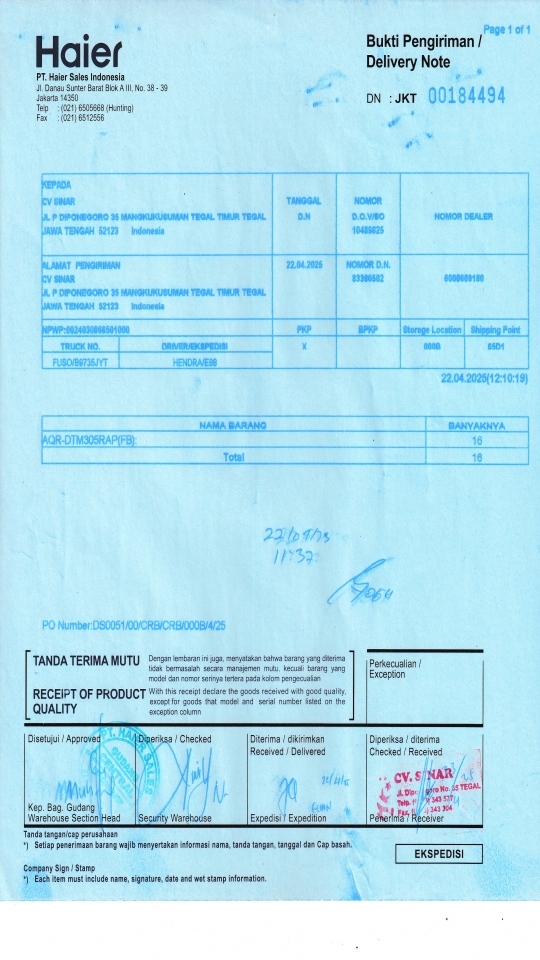 Page 1 of 1
Haier
Bukti Pengiriman /
Delivery Note
PT. Haier Sales Indonesia
Jl. Danau Sunter Barat Blok A III, No. 38 - 39
Jakarta 14350
Telp : (021) 6505668 (Hunting)
Fax : (021) 6512556
DN : JKT 00184494
KEPADA
CV SINAR
JL P DIPONEGORO 35 MANGKUKUSUMAN TEGAL TIMUR TEGAL
JAWA TENGAH 52123 Indonesia
TANGGAL
D.N
NOMOR
D.O.V/SO
NOMOR DEALER
ALAMAT PENGIRIMAN
CV SINAR
JL P DIPONEGORO 35 MANGKUKUSUMAN TEGAL TIMUR TEGAL
JAWA TENGAH 52123 Indonesia
22.04.2025
NOMOR D.N.
PKP
BPKP
Storage Location
Shipping Point
TRUCK NO.
DRIVER/EKSPEDISI
X
000B
65D1
FUSO/B9735JYT
22.04.2025(12:10:19)
NAMA BARANG
BANYAKNYA
AQR-DTM305RAP(FB):
16
Total
16
11:37
PO Number:DS0051/00/CRB/CRB/000B/4/25
TANDA TERIMA MUTU
Dengan lembaran ini juga, menyatakan bahwa barang yang diterima
tidak bermasalah secara manajemen mutu, kecuali barang yang
model dan nomor serinya tertera pada kolom pengecualian
RECEIPT OF PRODUCT
QUALITY
With this receipt declare the goods received with good quality,
except for goods that model and serial number listed on the
exception column
Perkecualian /
Exception
Disetujui / Approved
Diperiksa / Checked
Diterima / dikirimkan
Received / Delivered
Diperiksa / diterima
Checked / Received
CV. SINAR
Kep. Bag. Gudang
Warehouse Section Head
Security Warehouse
Expedisi / Expedition
Penerima / Receiver
Tanda tangan/cap perusahaan
*) Setiap penerimaan barang wajib menyertakan informasi nama, tanda tangan, tanggal dan Cap basah.
EKSPEDISI
Company Sign / Stamp
*) Each item must include name, signature, date and wet stamp information.